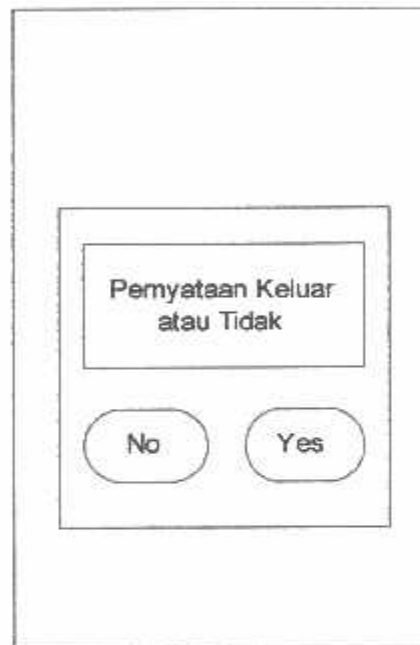 Pernyataan Keluar
atau Tidak
No
Yes